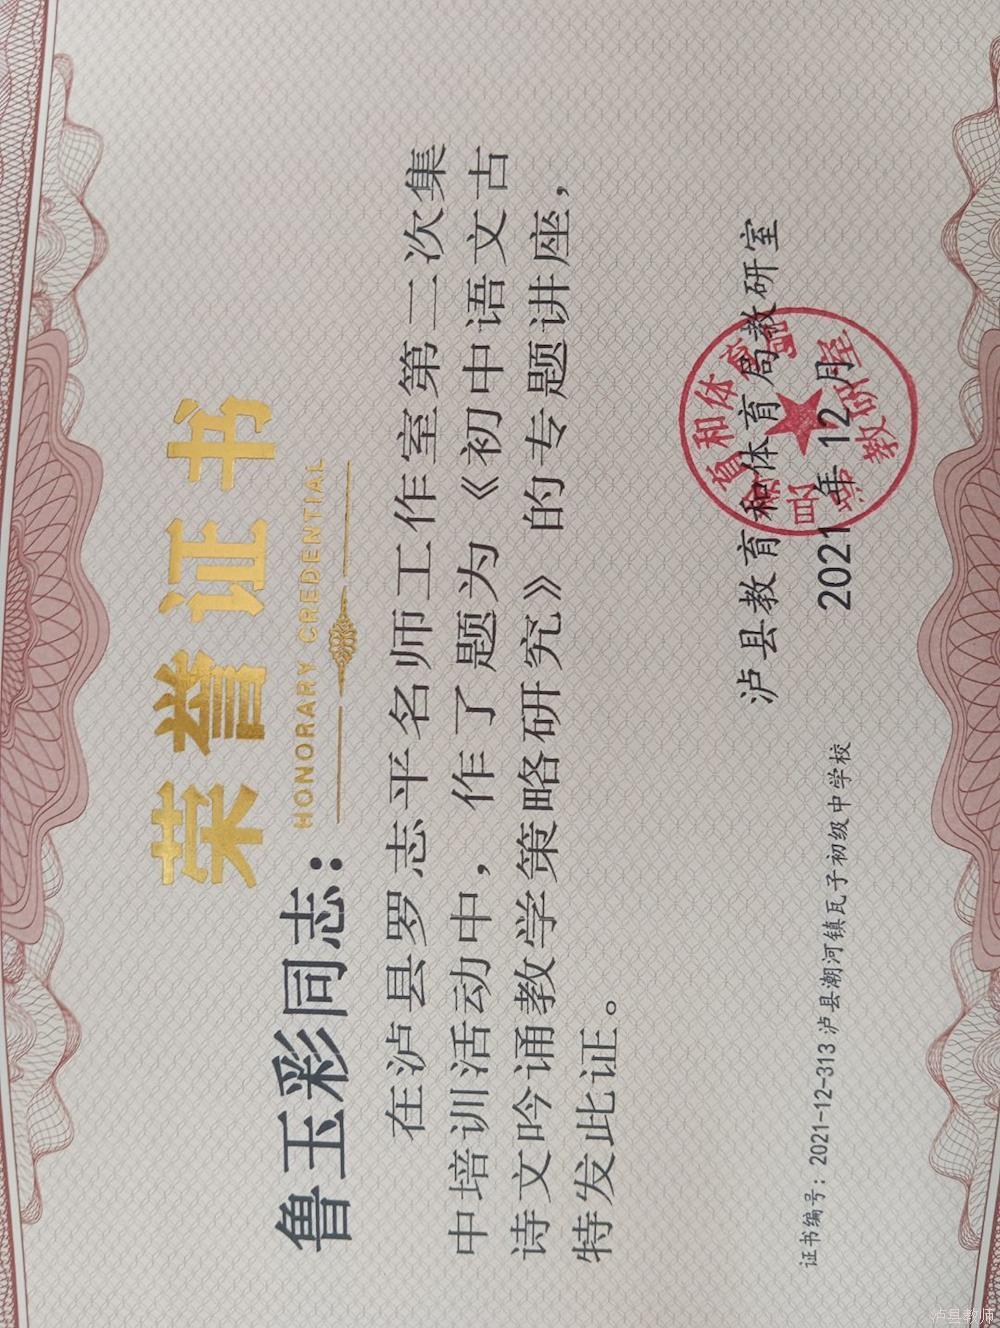 荣誉证书
HONORARY CREDENTIAL
鲁玉彩同志：
在泸县罗志平名师工作室第二次集
中培训活动中，作了题为《初中语文古
诗文吟诵教学策略研究》的专题讲座，
特发此证。
泸县教育和体育局教研室
2021年12月
证书编号：2021-12-313 泸县潮河镇瓦子初级中学校
泸县教师